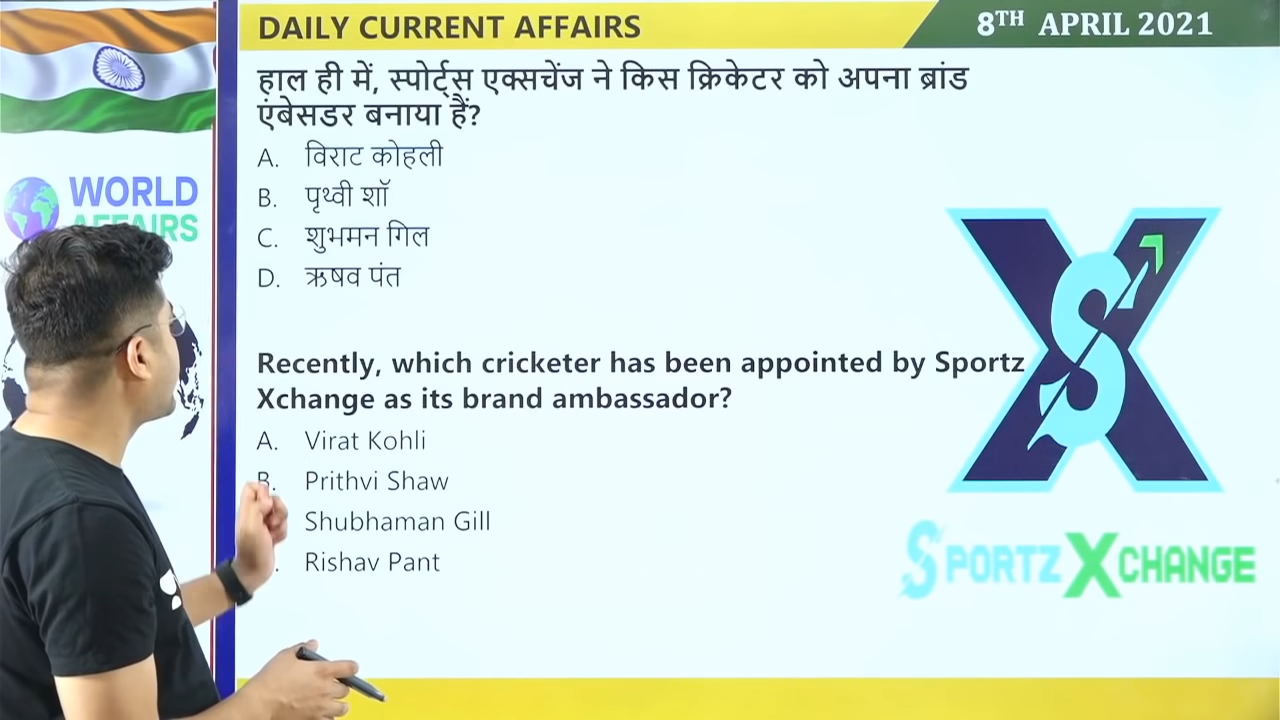 DAILY CURRENT AFFAIRS
8TH APRIL 2021
हाल ही में, स्पोर्ट्स एक्सचेंज ने किस क्रिकेटर को अपना ब्रांड
एंबेसडर बनाया हैं?
A. विराट कोहली
B. पृथ्वी शॉ
C. शुभमन गिल
D. ऋषव पंत
WORLD
AFFAIRS
Recently, which cricketer has been appointed by Sportz
Xchange as its brand ambassador?
A. Virat Kohli
B. Prithvi Shaw
Shubhaman Gill
Rishav Pant
SPORTZ XCHANGE